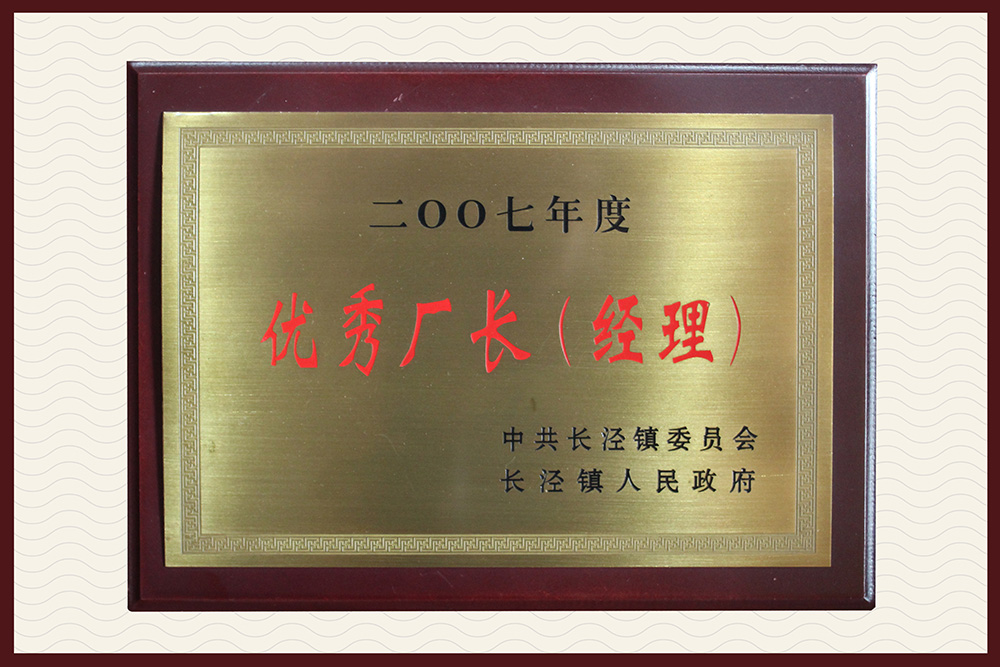 二OO七年度
优秀厂长(经理)
中共长泾镇委员会
长泾镇人民政府